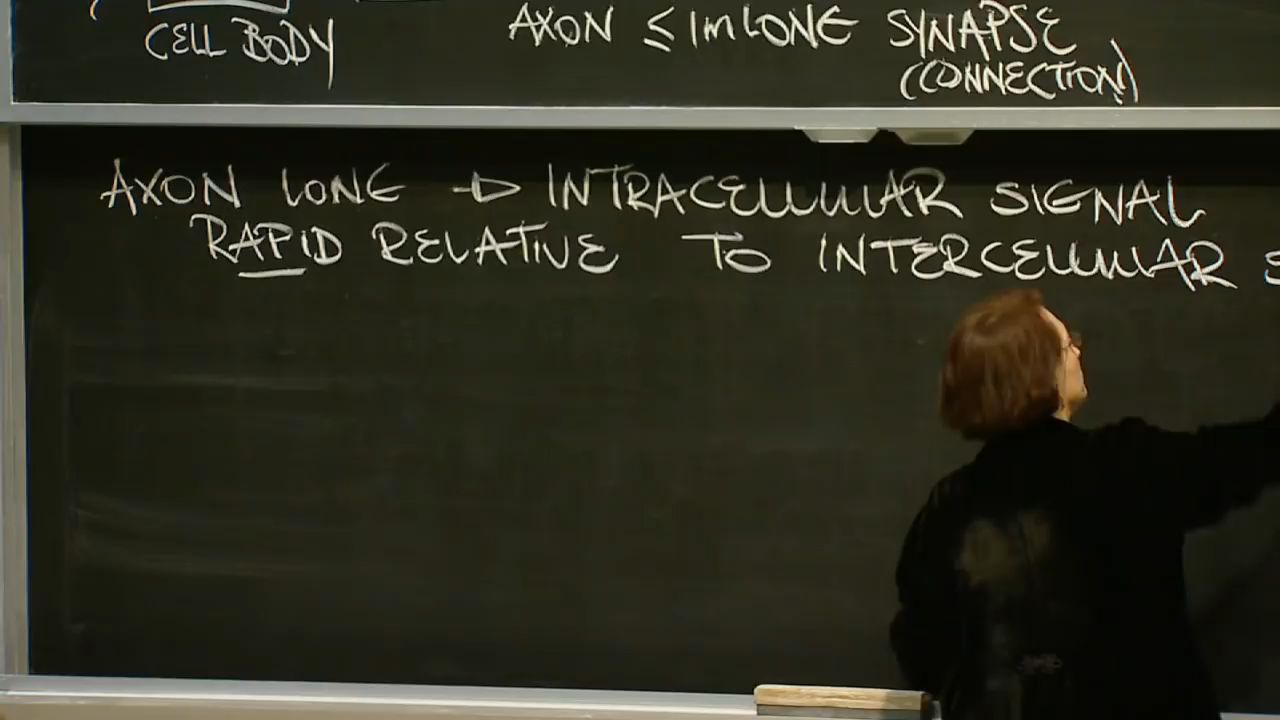 CELL BODY
AXON ≤ 1m LONG SYNAPSE
(CONNECTION)
AXON LONG → INTRACELLULAR SIGNAL
RAPID RELATIVE TO INTERCELLULAR S